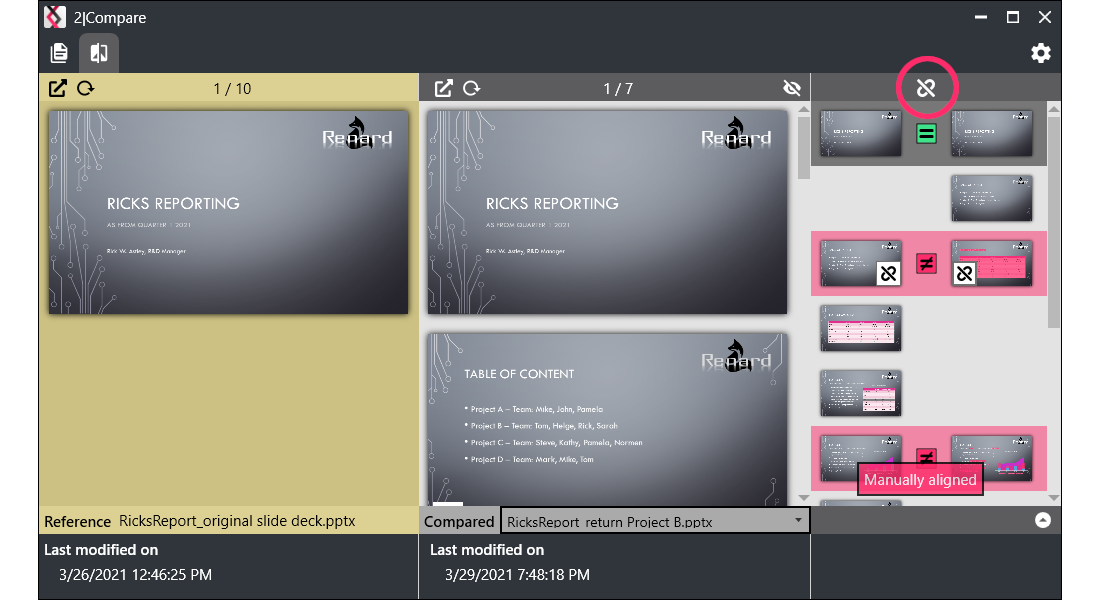 2|Compare
1 / 10
1 / 7
Renard
RICKS REPORTING
AS FROM QUARTER 1 2021
Rick W. Astley, R&D Manager
Renard
RICKS REPORTING
AS FROM QUARTER 1 2021
Rick W. Astley, R&D Manager
Renard
TABLE OF CONTENT
• Project A – Team: Mike, John, Pamela
• Project B – Team: Tom, Helge, Rick, Sarah
• Project C – Team: Steve, Kathy, Pamela, Normen
• Project D – Team: Mark, Mike, Tom
Manually aligned
Reference RicksReport_original slide deck.pptx
Compared RicksReport return Project B.pptx
Last modified on
3/26/2021 12:46:25 PM
Last modified on
3/29/2021 7:48:18 PM